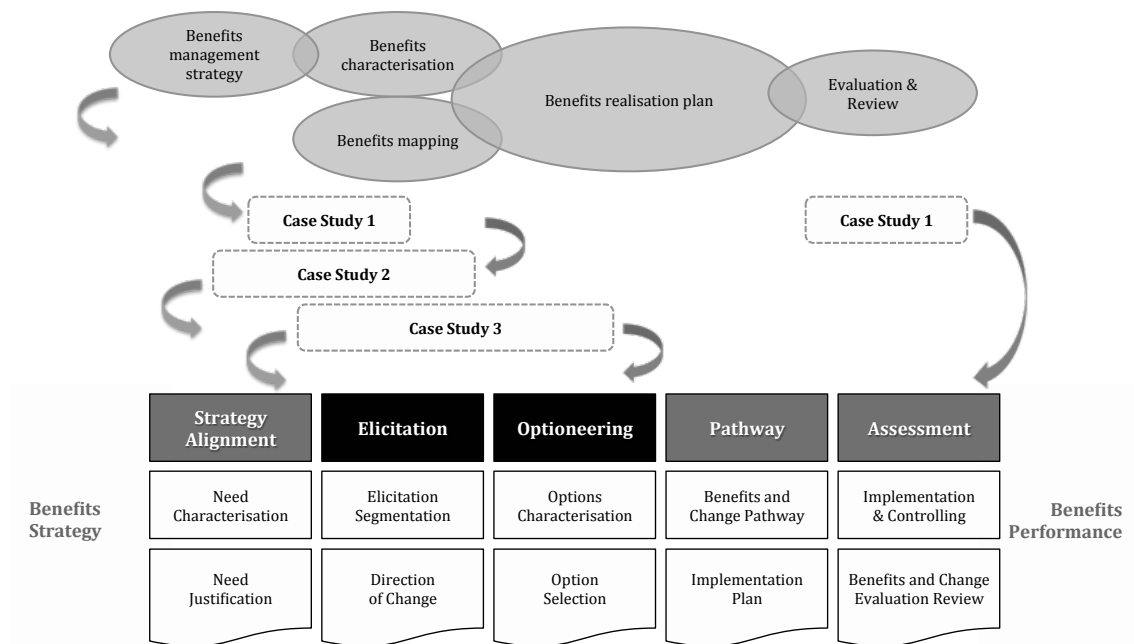 Benefits
management
strategy
Benefits
characterisation
Benefits mapping
Benefits realisation plan
Evaluation &
Review
Case Study 1
Case Study 1
Case Study 2
Case Study 3
Strategy
Alignment
Elicitation
Optioneering
Pathway
Assessment
Benefits
Strategy
Need
Characterisation
Elicitation
Segmentation
Options
Characterisation
Benefits and
Change Pathway
Implementation
& Controlling
Benefits
Performance
Need
Justification
Direction
of Change
Option
Selection
Implementation
Plan
Benefits and Change
Evaluation Review